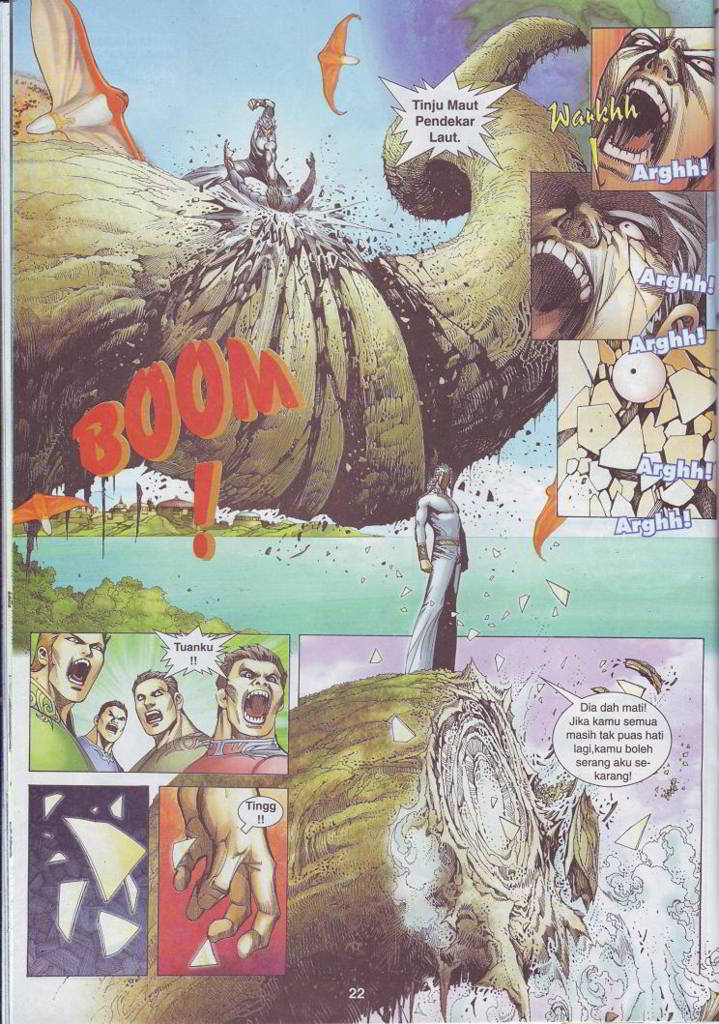 Tinju Maut
Pendekar
Laut.
Waukhh
!
Arghh!
Arghh!
Arghh!
Arghh!
Arghh!
BOOM
!
Tuanku
!!
Dia dah mati!
Jika kamu semua
masih tak puas hati
lagi,kamu boleh
serang aku se-
karang!
Tingg
!!
22